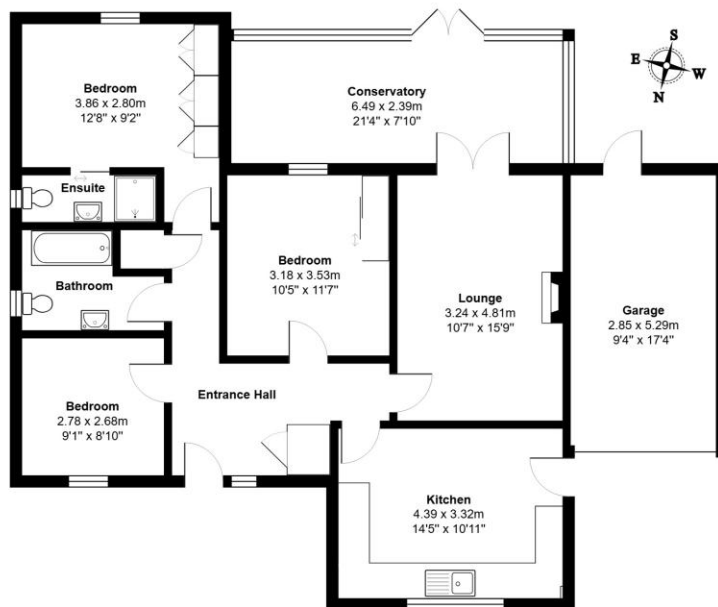 Bedroom
3.86 x 2.80m
12'8" x 9'2"
Conservatory
6.49 x 2.39m
21'4" x 7'10"
S
E
W
N
Ensuite
Bathroom
Bedroom
3.18 x 3.53m
10'5" x 11'7"
Lounge
3.24 x 4.81m
10'7" x 15'9"
Garage
2.85 x 5.29m
9'4" x 17'4"
Bedroom
2.78 x 2.68m
9'1" x 8'10"
Entrance Hall
Kitchen
4.39 x 3.32m
14'5" x 10'11"